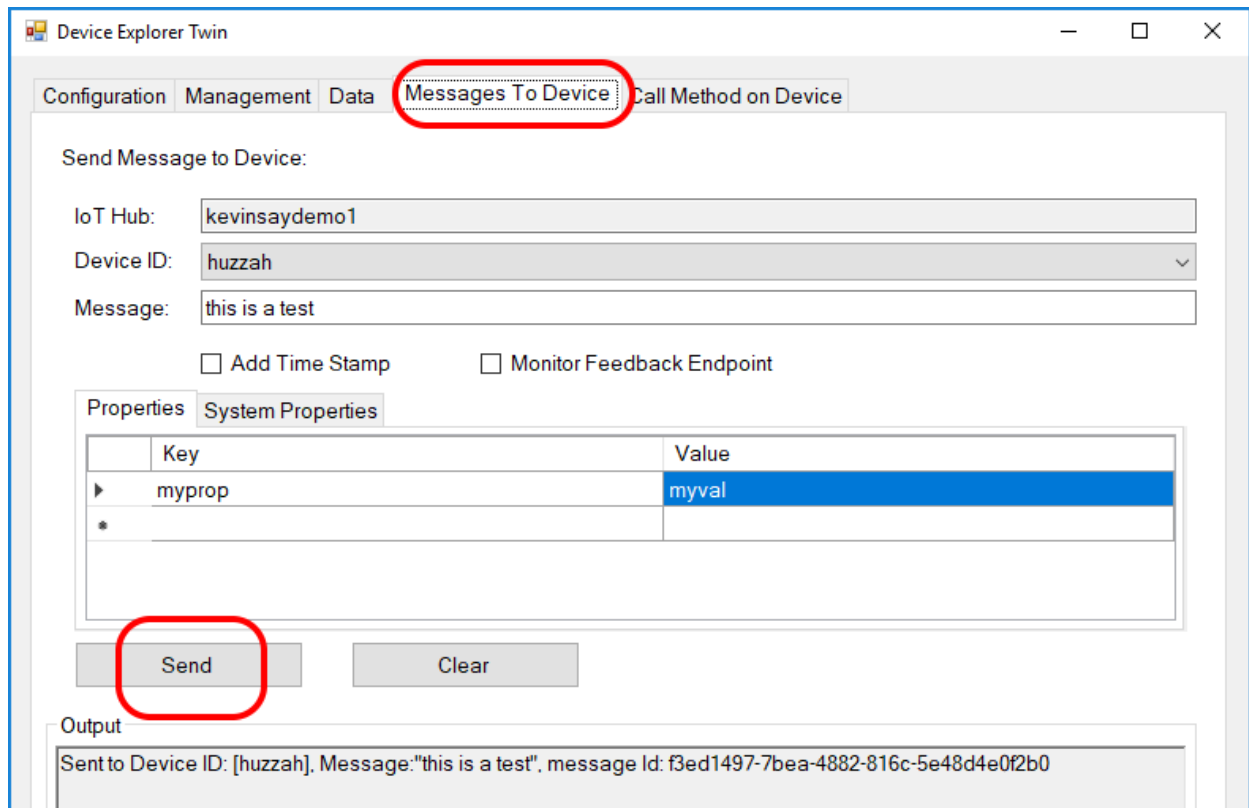 Device Explorer Twin
Configuration Management Data Messages To Device Call Method on Device
Send Message to Device:
IoT Hub: kevinsaydemo1
Device ID: huzzah
Message: this is a test
Add Time Stamp Monitor Feedback Endpoint
Properties System Properties
Key Value
myprop myval
Send Clear
Output
Sent to Device ID: [huzzah], Message:"this is a test", message Id: f3ed1497-7bea-4882-816c-5e48d4e0f2b0